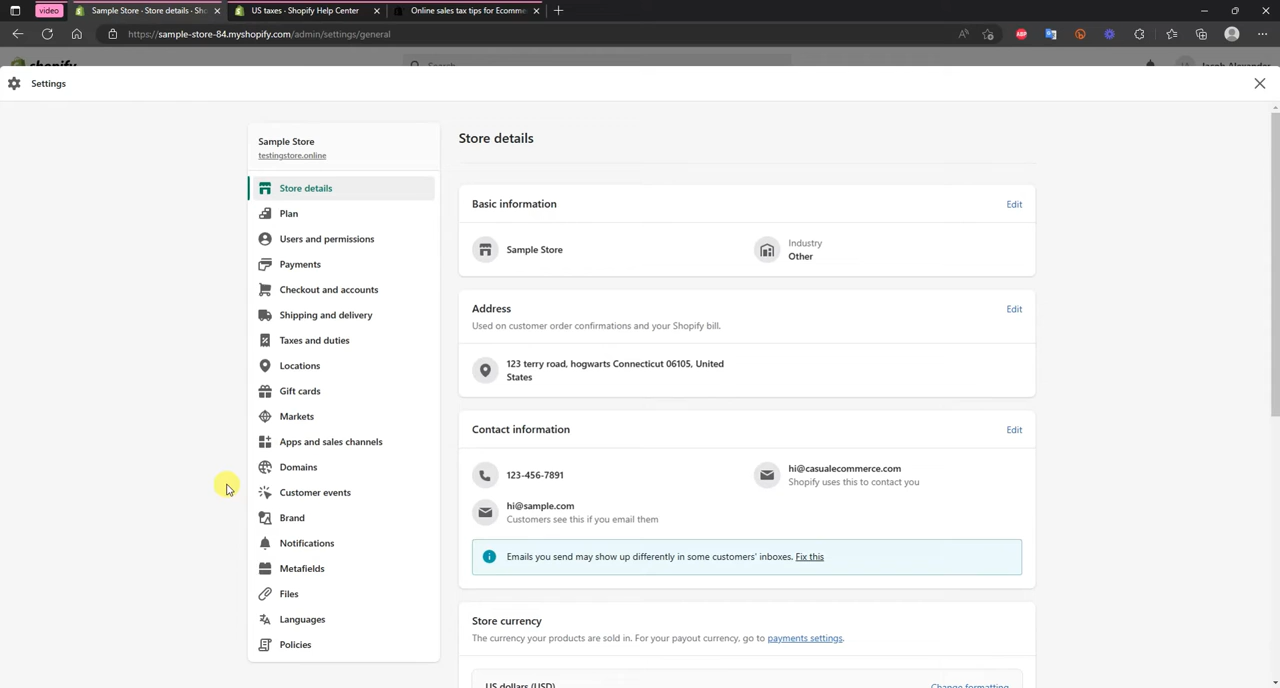 video
Sample Store - Store details · Sho
US taxes · Shopify Help Center
Online sales tax tips for Ecomme
https://sample-store-84.myshopify.com/admin/settings/general
shopify
Search
Jacob Alexander
Settings
Sample Store
testingstore.online
Store details
Plan
Users and permissions
Payments
Checkout and accounts
Shipping and delivery
Taxes and duties
Locations
Gift cards
Markets
Apps and sales channels
Domains
Customer events
Brand
Notifications
Metafields
Files
Languages
Policies
Store details
Basic information
Edit
Sample Store
Industry
Other
Address
Edit
Used on customer order confirmations and your Shopify bill.
123 terry road, hogwarts Connecticut 06105, United
States
Contact information
Edit
123-456-7891
hi@casualecommerce.com
Shopify uses this to contact you
hi@sample.com
Customers see this if you email them
Emails you send may show up differently in some customers' inboxes. Fix this
Store currency
The currency your products are sold in. For your payout currency, go to payments settings.
US dollars (USD)
Change formatting